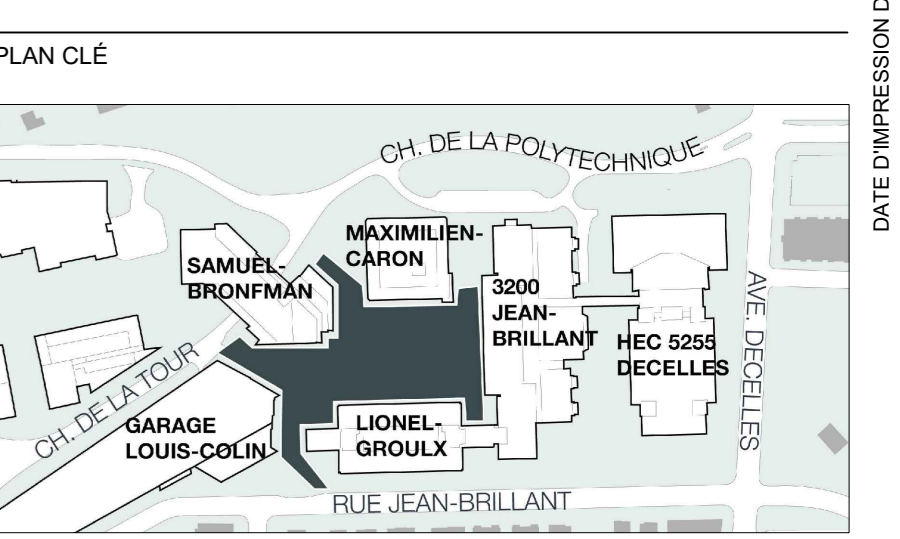 PLAN CLÉ
CH. DE LA POLYTECHNIQUE
MAXIMILIEN-
CARON
SAMUEL-
BRONFMAN
3200
JEAN-
BRILLANT
HEC 5255
DECELLES
AVE. DECELLES
CH. DE LA TOUR
GARAGE
LOUIS-COLIN
LIONEL-
GROULX
RUE JEAN-BRILLANT
DATE D'IMPRESSION D